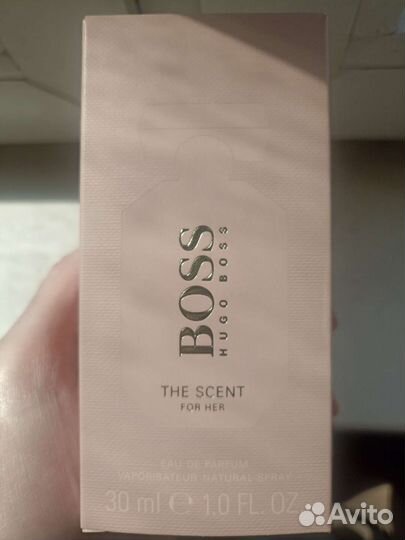 BOSS
HUGO BOSS
THE SCENT
FOR HER
EAU DE PARFUM
VAPORISATEUR NATURAL SPRAY
30 ml ℮ 1.0 FL. OZ.
Avito